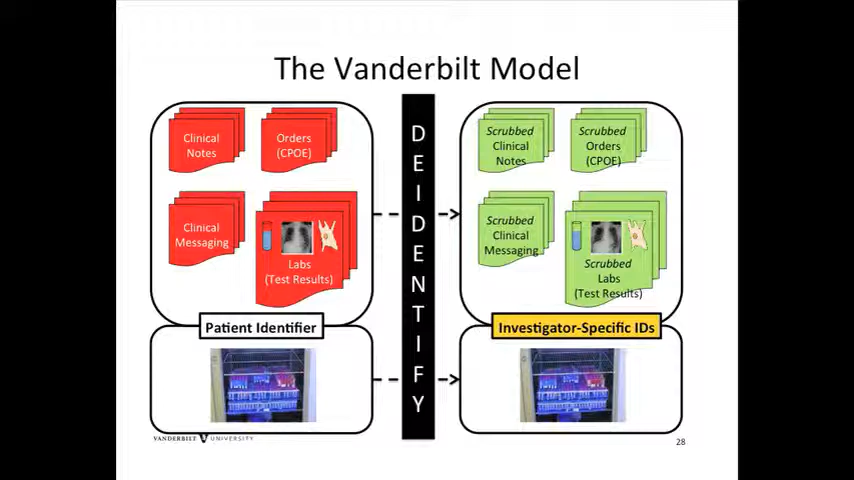 The Vanderbilt Model
Clinical
Notes
Orders
(CPOE)
Clinical
Messaging
Labs
(Test Results)
Patient Identifier
DEIDENTIFY
Scrubbed
Clinical
Notes
Scrubbed
Orders
(CPOE)
Scrubbed
Clinical
Messaging
Scrubbed
Labs
(Test Results)
Investigator-Specific IDs
VANDERBILT UNIVERSITY
28